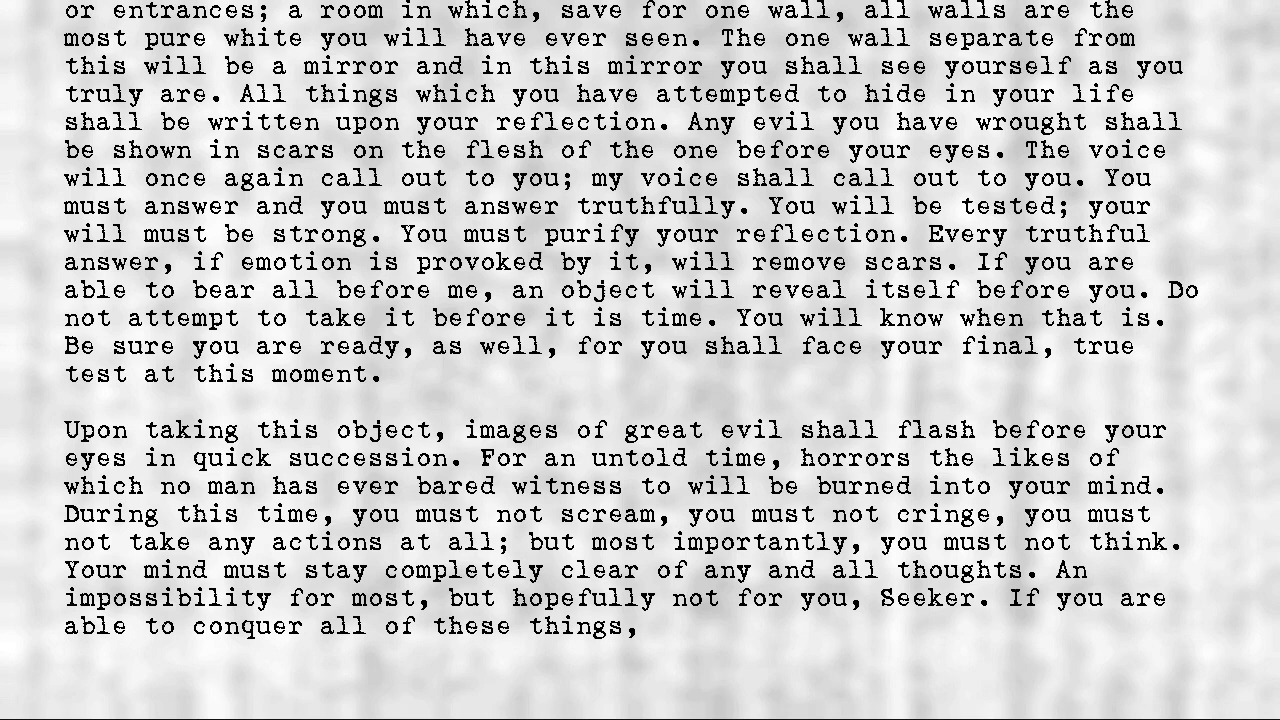 or entrances; a room in which, save for one wall, all walls are the
most pure white you will have ever seen. The one wall separate from
this will be a mirror and in this mirror you shall see yourself as you
truly are. All things which you have attempted to hide in your life
shall be written upon your reflection. Any evil you have wrought shall
be shown in scars on the flesh of the one before your eyes. The voice
will once again call out to you; my voice shall call out to you. You
must answer and you must answer truthfully. You will be tested; your
will must be strong. You must purify your reflection. Every truthful
answer, if emotion is provoked by it, will remove scars. If you are
able to bear all before me, an object will reveal itself before you. Do
not attempt to take it before it is time. You will know when that is.
Be sure you are ready, as well, for you shall face your final, true
test at this moment.
Upon taking this object, images of great evil shall flash before your
eyes in quick succession. For an untold time, horrors the likes of
which no man has ever bared witness to will be burned into your mind.
During this time, you must not scream, you must not cringe, you must
not take any actions at all; but most importantly, you must not think.
Your mind must stay completely clear of any and all thoughts. An
impossibility for most, but hopefully not for you, Seeker. If you are
able to conquer all of these things,